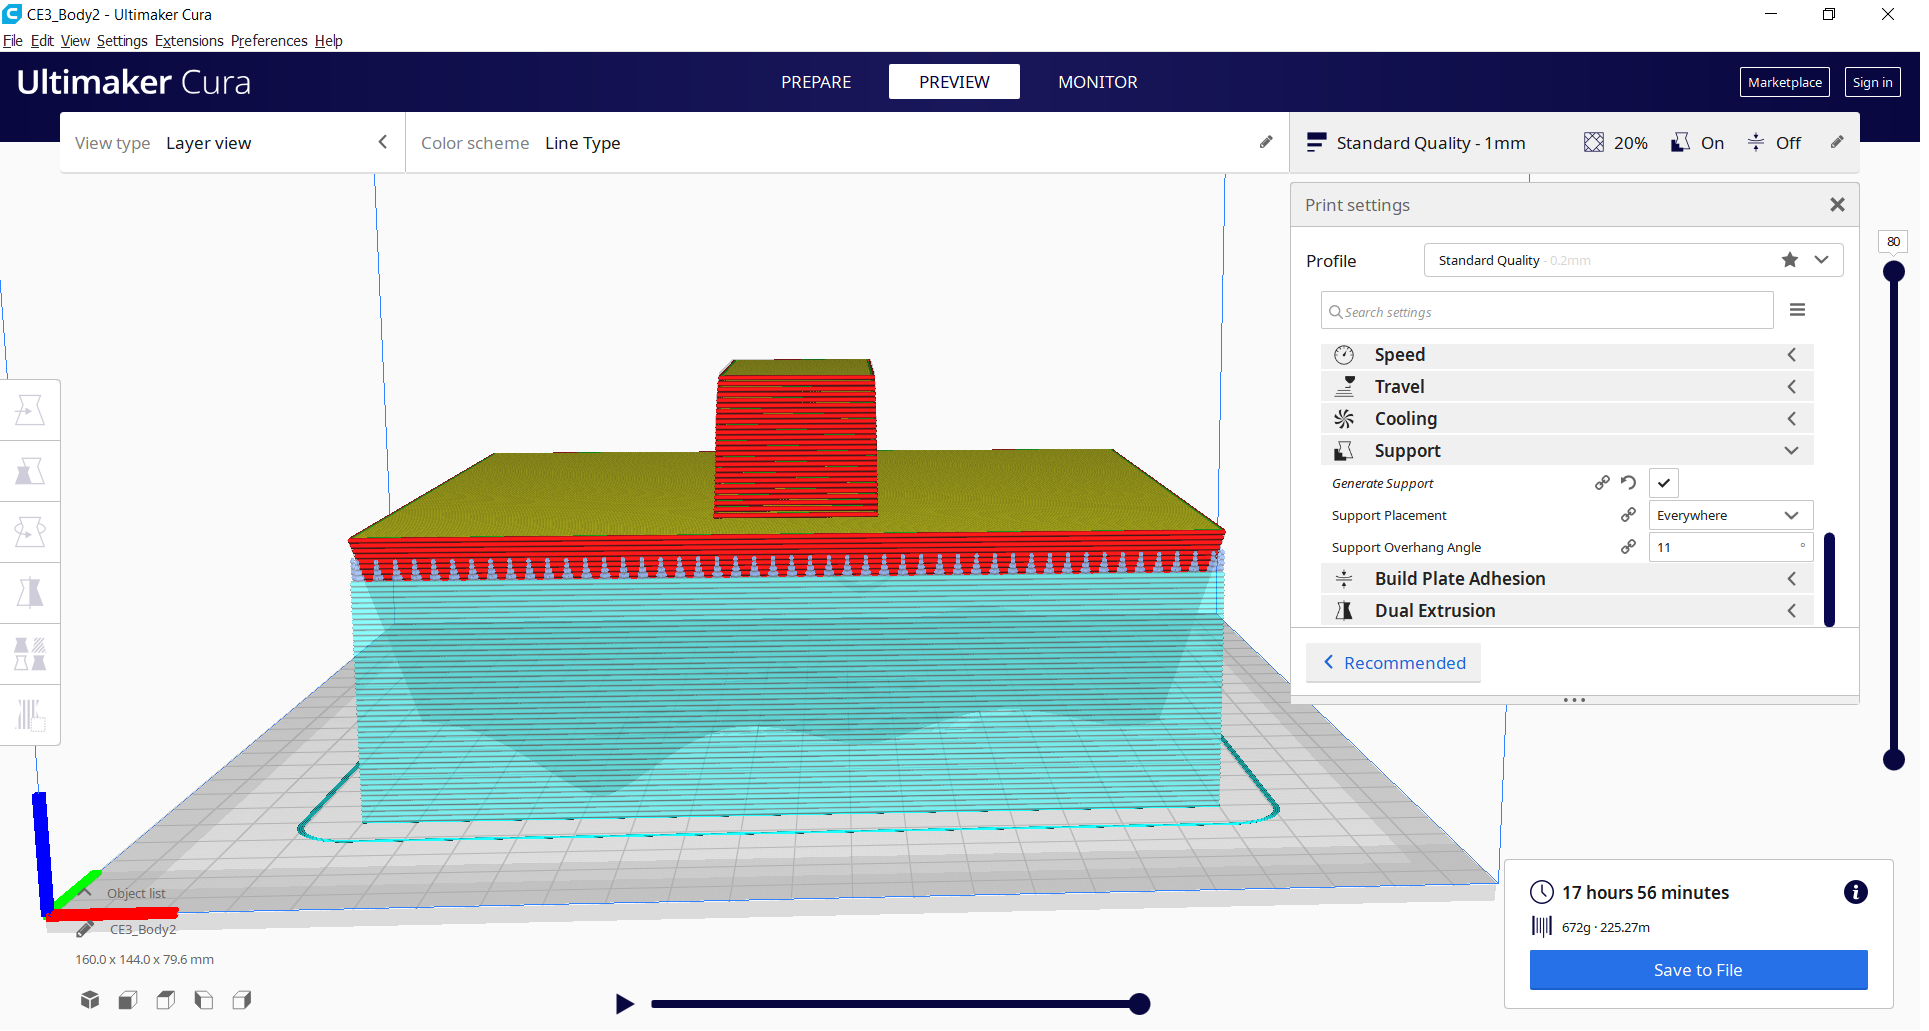 CE3_Body2 - Ultimaker Cura
File Edit View Settings Extensions Preferences Help
Ultimaker Cura
PREPARE
PREVIEW
MONITOR
Marketplace
Sign in
View type Layer view
Color scheme Line Type
Standard Quality - 1mm
20%
On
Off
Print settings
Profile
Standard Quality - 0.2mm
Search settings
Speed
Travel
Cooling
Support
Generate Support
Support Placement
Everywhere
Support Overhang Angle
11 °
Build Plate Adhesion
Dual Extrusion
Recommended
80
Object list
CE3_Body2
160.0 x 144.0 x 79.6 mm
17 hours 56 minutes
672g · 225.27m
Save to File